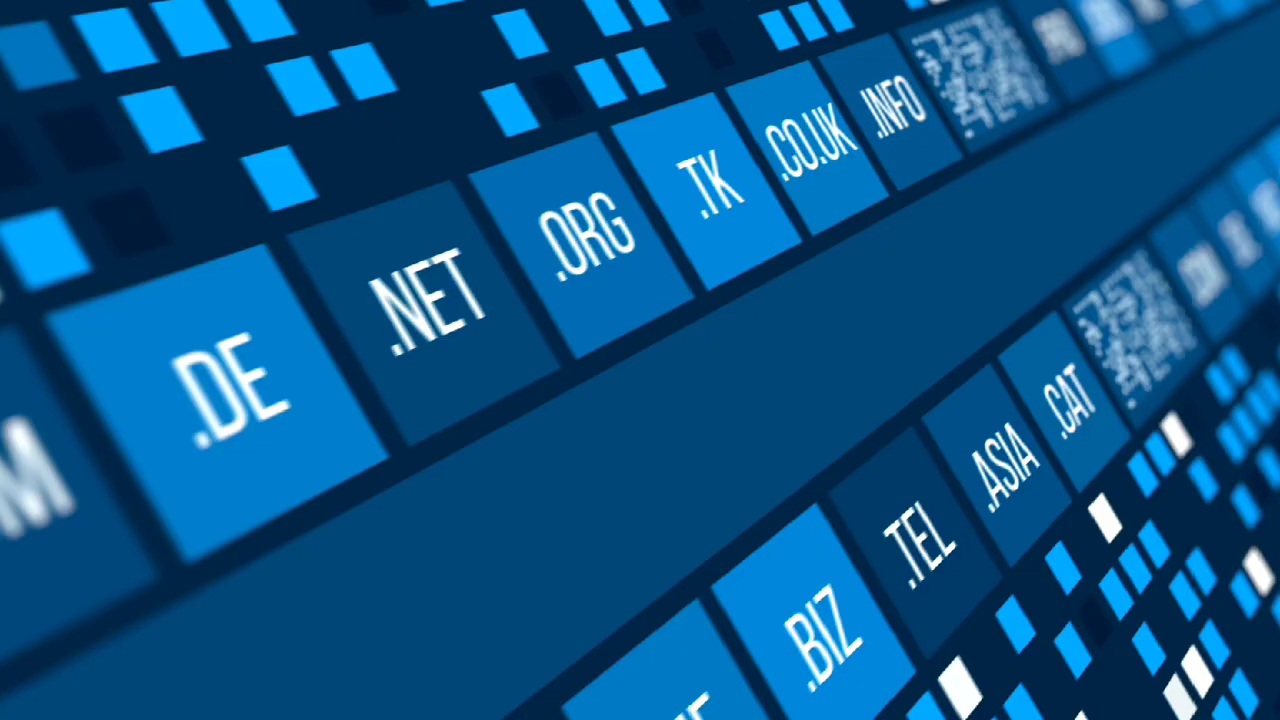 .DE
.NET
.ORG
.TK
.CO.UK
.INFO
.BIZ
.TEL
.ASIA
.CAT